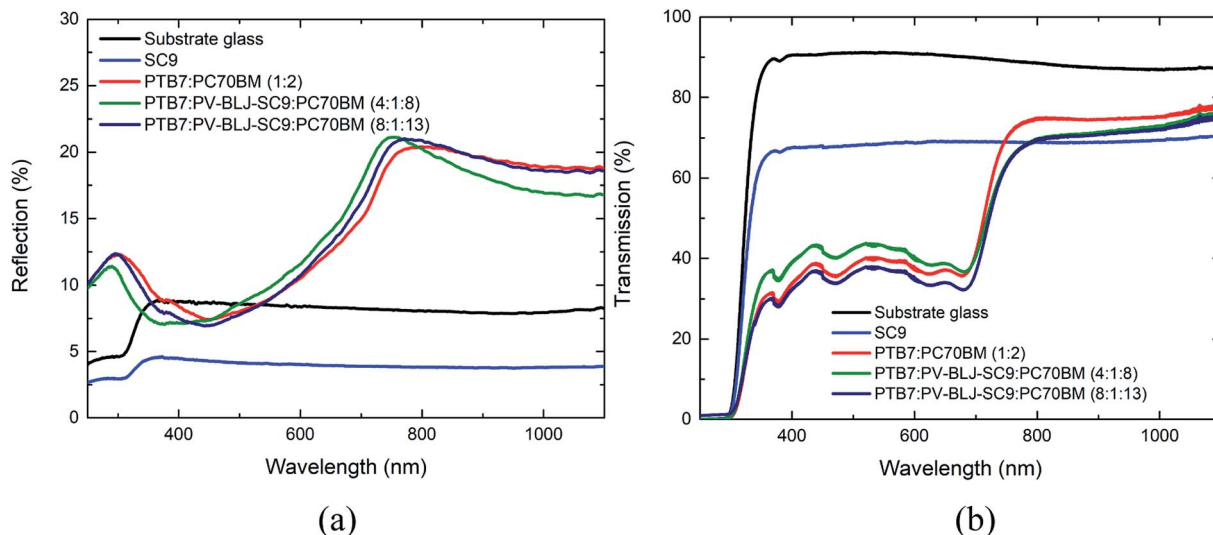 30
25
20
15
10
5
0
Reflection (%)
Substrate glass
SC9
PTB7:PC70BM (1:2)
PTB7:PV-BLJ-SC9:PC70BM (4:1:8)
PTB7:PV-BLJ-SC9:PC70BM (8:1:13)
400 600 800 1000
Wavelength (nm)
(a)
100
80
60
40
20
0
Transmission (%)
Substrate glass
SC9
PTB7:PC70BM (1:2)
PTB7:PV-BLJ-SC9:PC70BM (4:1:8)
PTB7:PV-BLJ-SC9:PC70BM (8:1:13)
400 600 800 1000
Wavelength (nm)
(b)